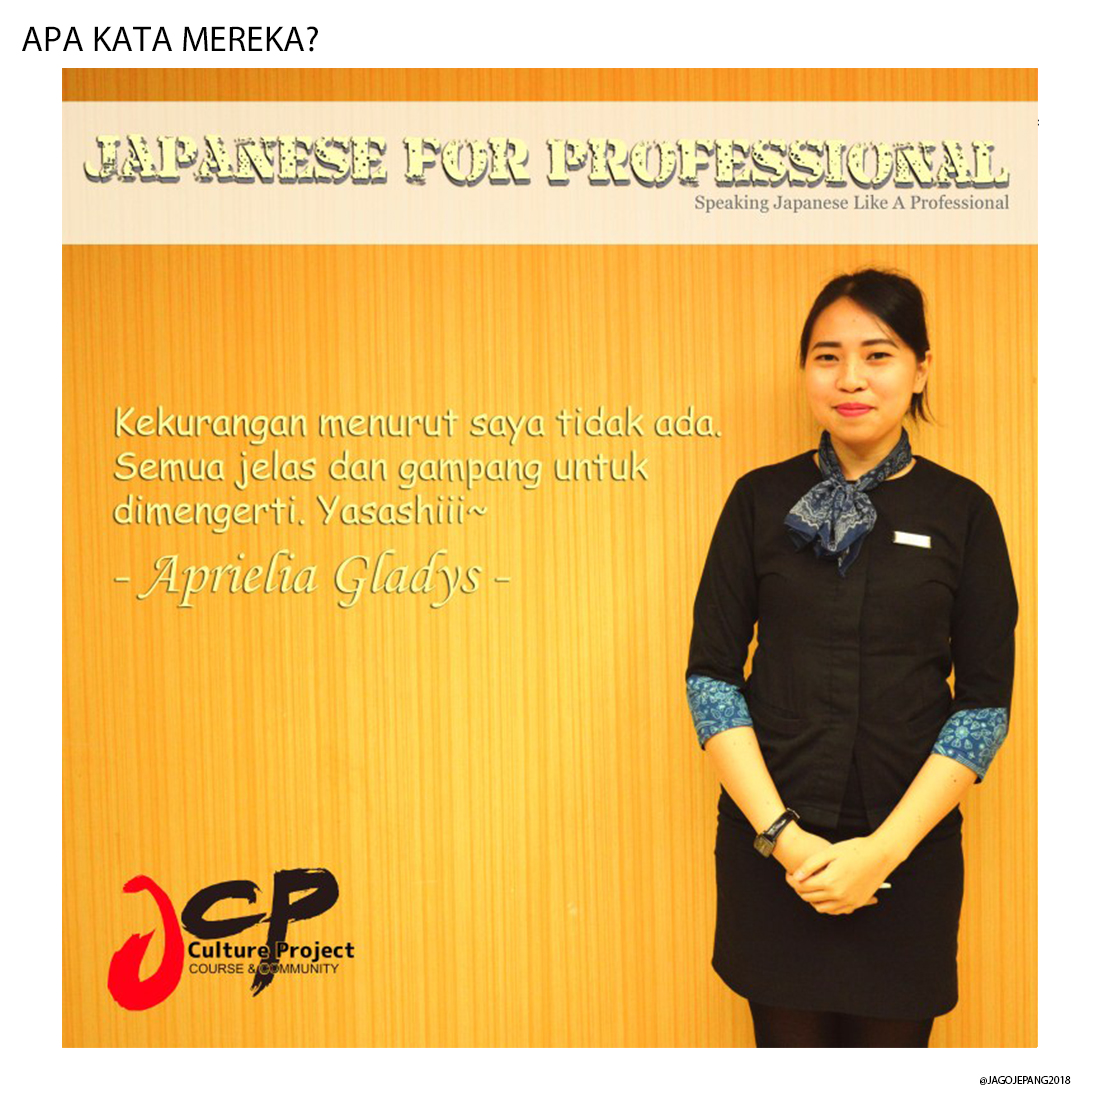 APA KATA MEREKA?
JAPANESE FOR PROFESSIONAL
Speaking Japanese Like A Professional
Kekurangan menurut saya tidak ada.
Semua jelas dan gampang untuk
dimengerti. Yasashiii~
- Aprielia Gladys -
JCP
Culture Project
COURSE & COMMUNITY
@JAGOJEPANG2018